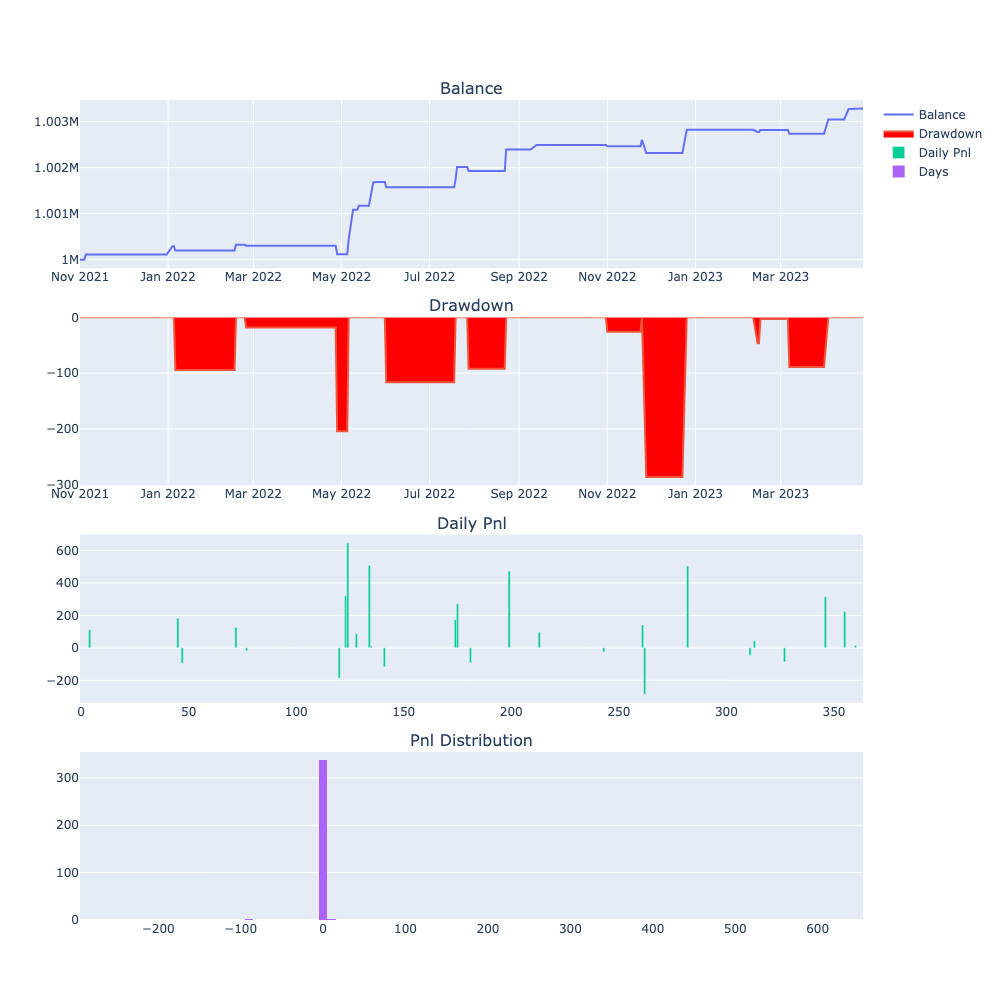 Balance
1.003M
1.002M
1.001M
1M
Nov 2021 Jan 2022 Mar 2022 May 2022 Jul 2022 Sep 2022 Nov 2022 Jan 2023 Mar 2023
Balance
Drawdown
Daily Pnl
Days
Drawdown
0
−100
−200
−300
Nov 2021 Jan 2022 Mar 2022 May 2022 Jul 2022 Sep 2022 Nov 2022 Jan 2023 Mar 2023
Daily Pnl
600
400
200
0
−200
0 50 100 150 200 250 300 350
Pnl Distribution
300
200
100
0
−200 −100 0 100 200 300 400 500 600